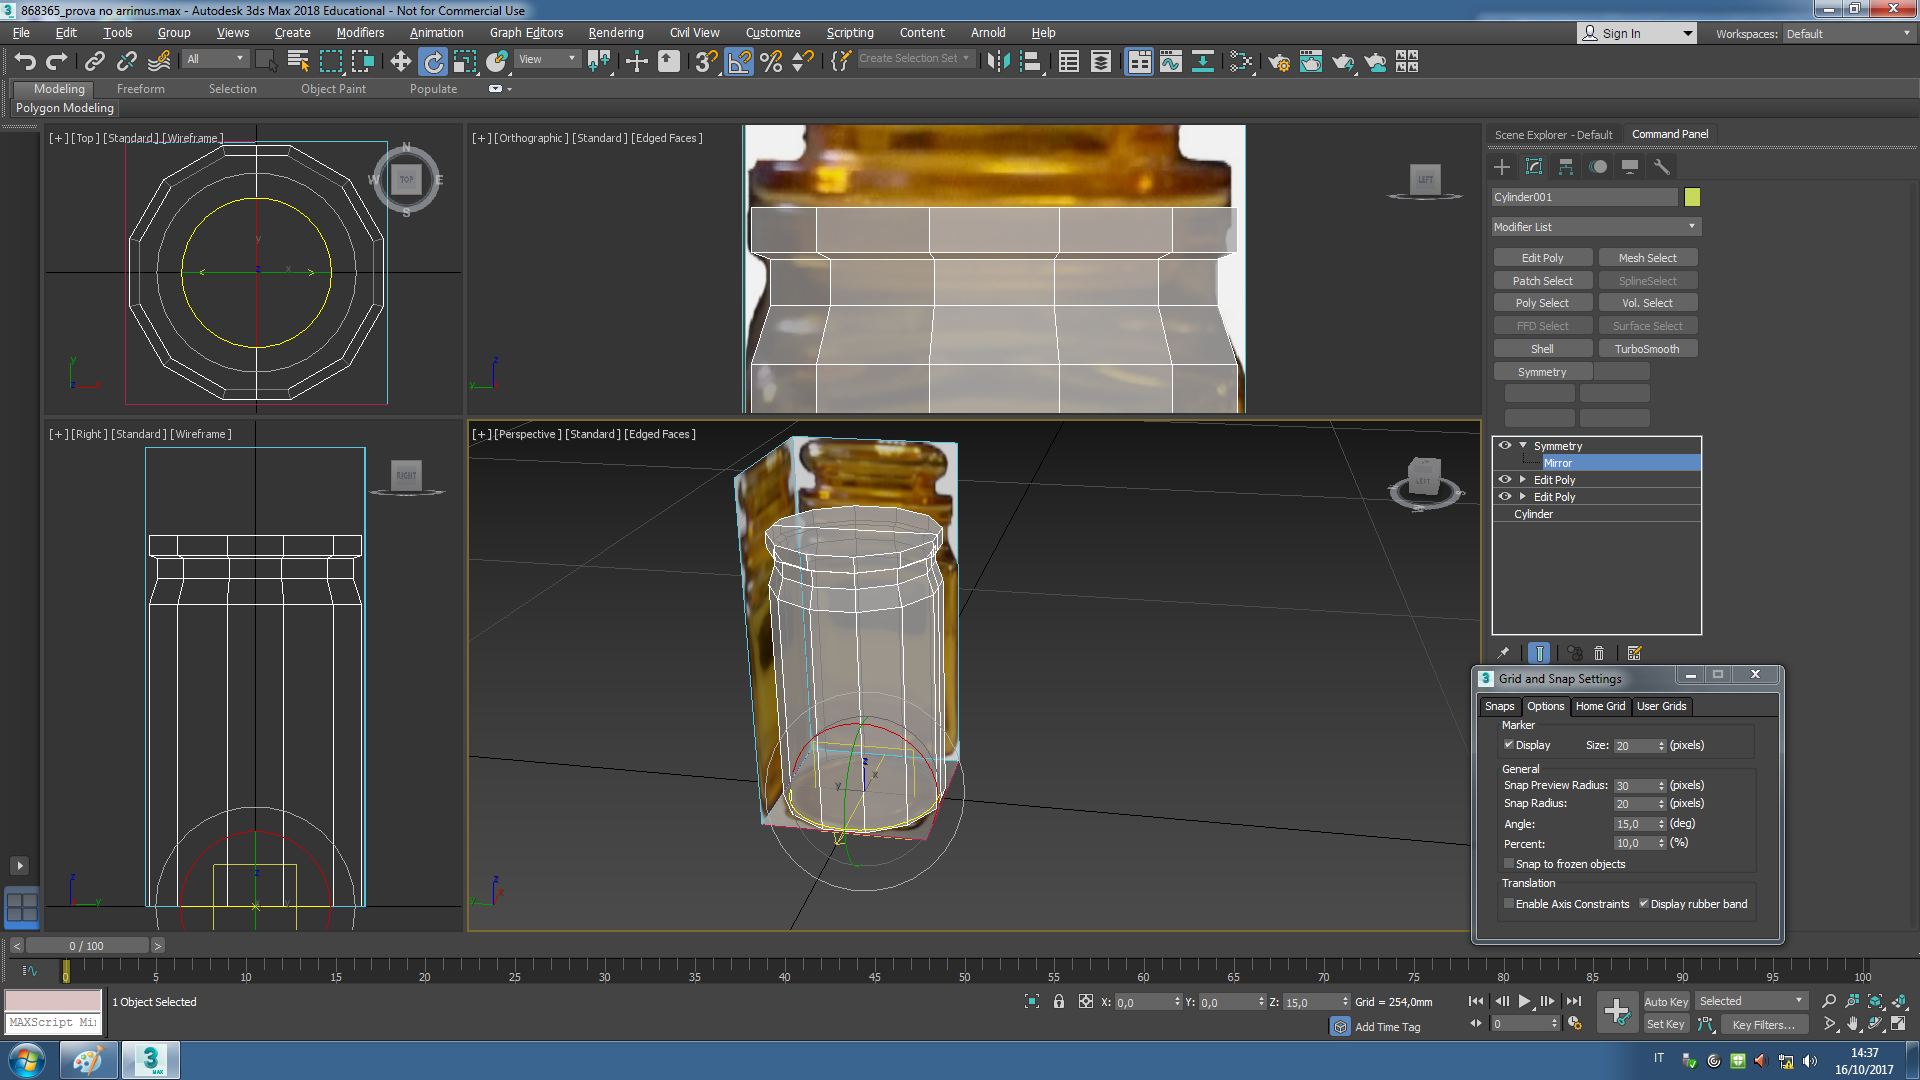 868365_prova no arrimus.max - Autodesk 3ds Max 2018 Educational - Not for Commercial Use
File Edit Tools Group Views Create Modifiers Animation Graph Editors Rendering Civil View Customize Scripting Content Arnold Help
Sign In Workspaces: Default
All View Create Selection Set
Modeling Freeform Selection Object Paint Populate
Polygon Modeling
[+] [Top] [Standard] [Wireframe]
[+] [Orthographic] [Standard] [Edged Faces]
N
W TOP E
S
LEFT
[+] [Right] [Standard] [Wireframe]
RIGHT
[+] [Perspective] [Standard] [Edged Faces]
LEFT
Scene Explorer - Default Command Panel
Cylinder001
Modifier List
Edit Poly Mesh Select
Patch Select SplineSelect
Poly Select Vol. Select
FFD Select Surface Select
Shell TurboSmooth
Symmetry
Symmetry
Mirror
Edit Poly
Edit Poly
Cylinder
Grid and Snap Settings
Snaps Options Home Grid User Grids
Marker
Display Size: 20 (pixels)
General
Snap Preview Radius: 30 (pixels)
Snap Radius: 20 (pixels)
Angle: 15,0 (deg)
Percent: 10,0 (%)
Snap to frozen objects
Translation
Enable Axis Constraints Display rubber band
< 0 / 100 >
0 5 10 15 20 25 30 35 40 45 50 55 60 65 70 75 80 85 90 95 100
1 Object Selected
X: 0,0 Y: 0,0 Z: 15,0 Grid = 254,0mm
Auto Key Selected
MAXScript Mi
Add Time Tag
0
Set Key Key Filters...
IT
14:37
16/10/2017